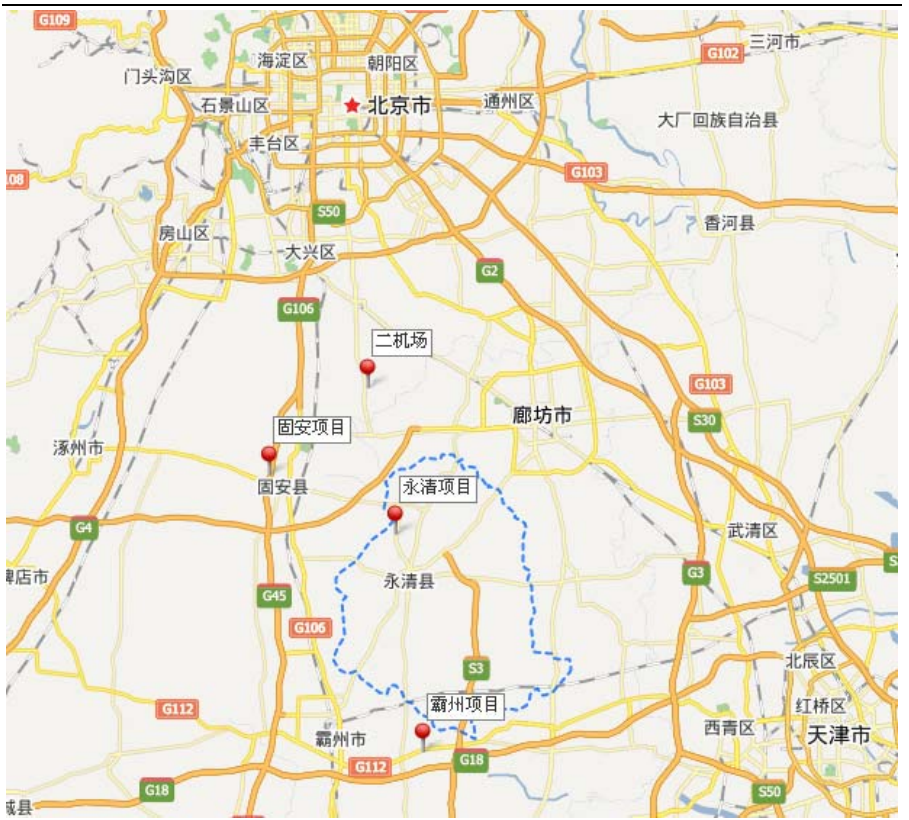 G109
三河市
海淀区
朝阳区
G102
门头沟区
石景山区
北京市
通州区
大厂回族自治县
丰台区
G103
08
S50
香河县
房山区
大兴区
G2
G106
二机场
G103
廊坊市
S30
固安项目
涿州市
固安县
永清项目
G4
武清区
永清县
G3
S2501
店市
G45
G106
S3
北辰区
霸州项目
G112
红桥区
霸州市
西青区
天津市
G112
G18
G18
S50
县